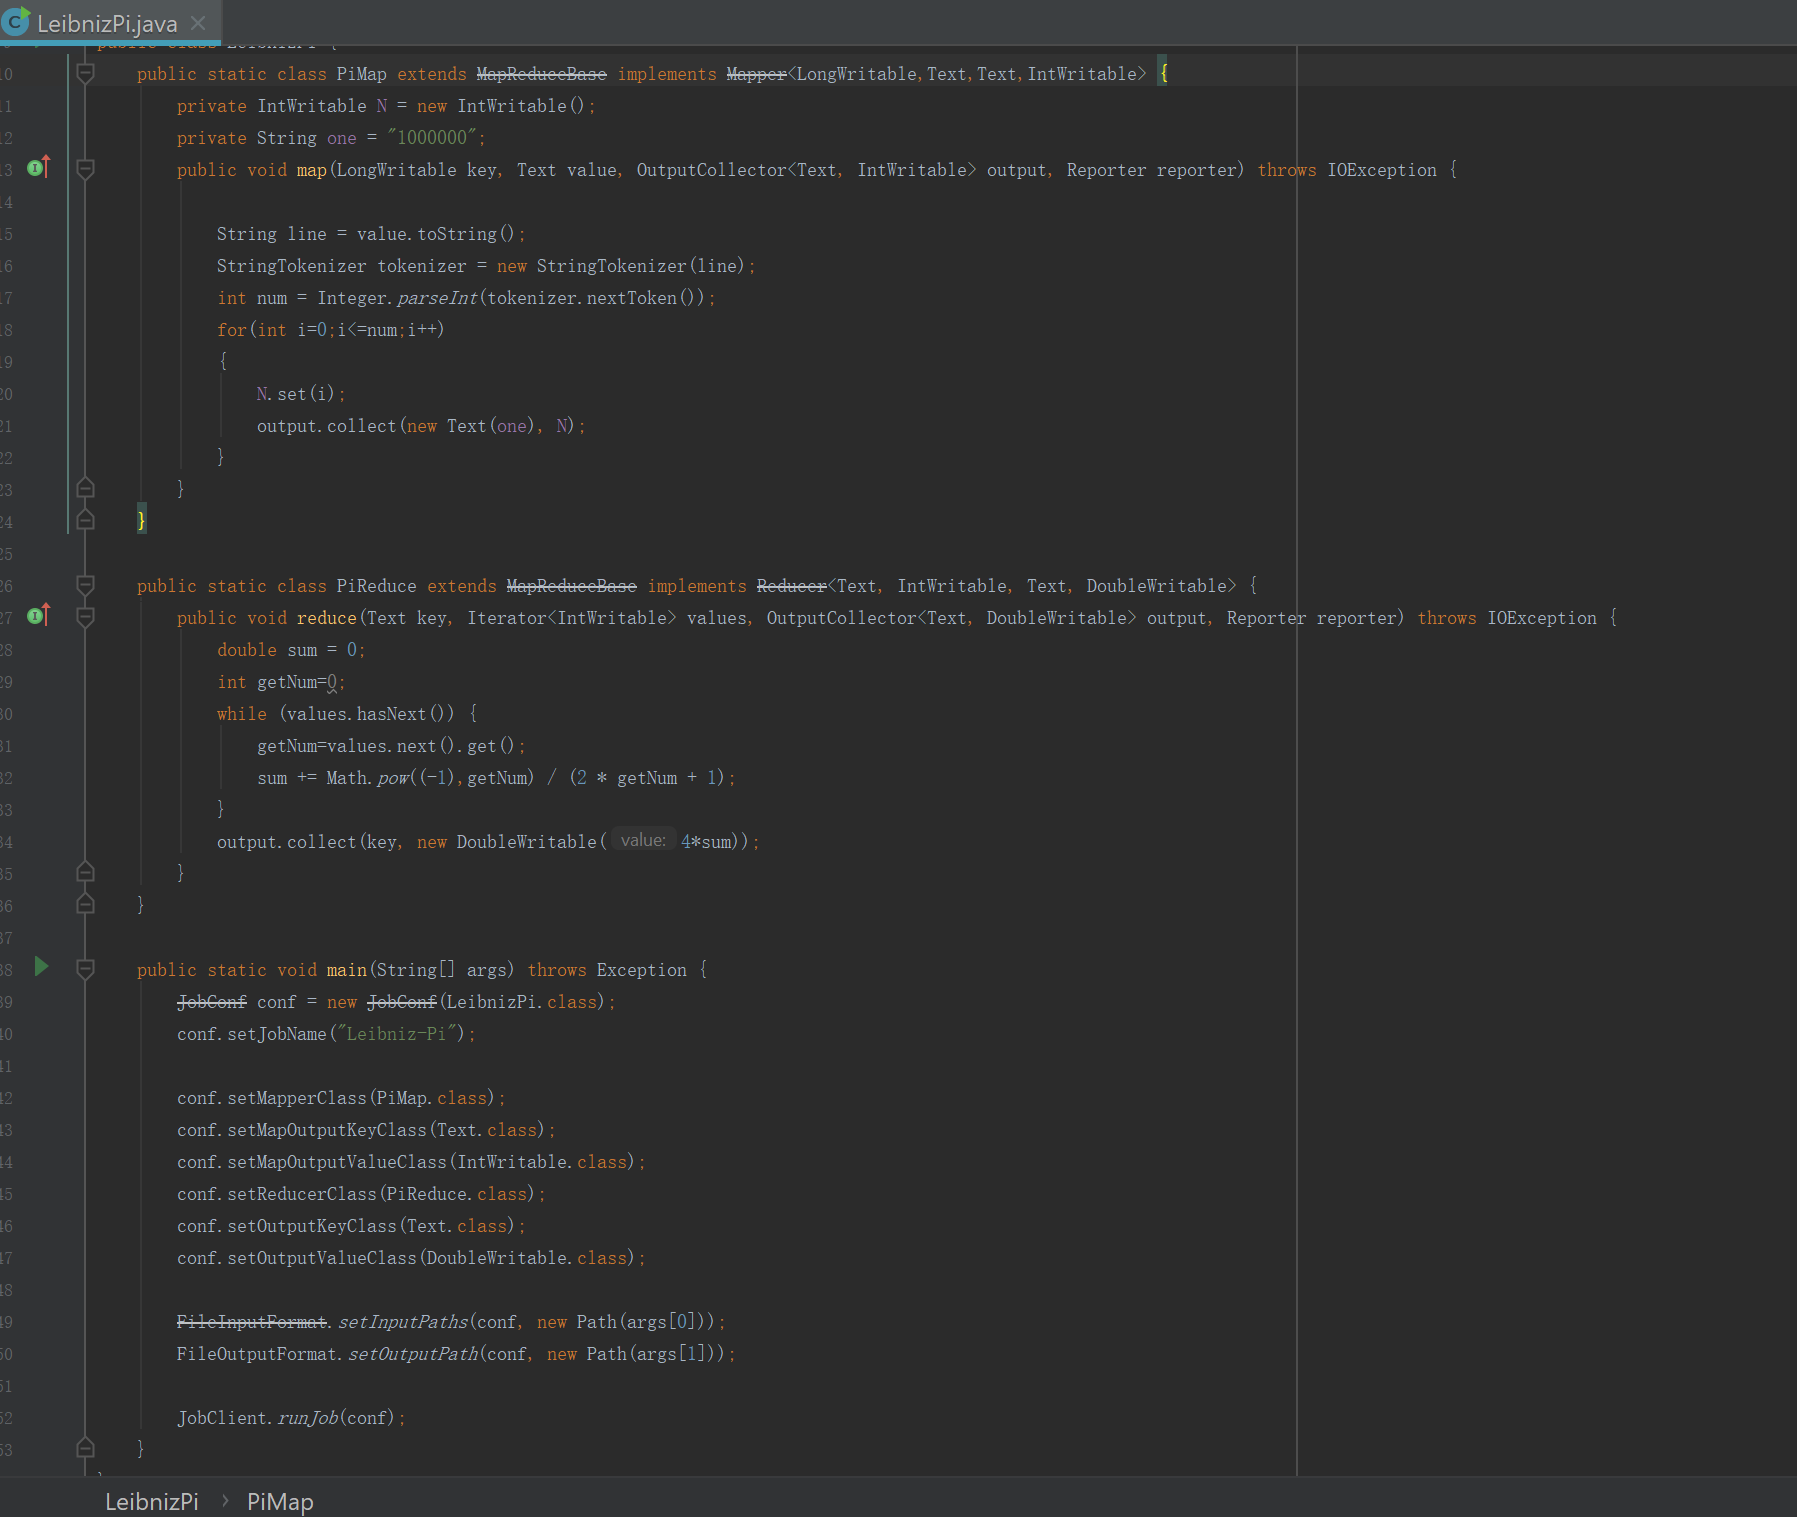 LeibnizPi.java
public class LeibnizPi {
10 public static class PiMap extends MapReduceBase implements Mapper<LongWritable,Text,Text,IntWritable> {
11 private IntWritable N = new IntWritable();
12 private String one = "1000000";
13 public void map(LongWritable key, Text value, OutputCollector<Text, IntWritable> output, Reporter reporter) throws IOException {
14
15 String line = value.toString();
16 StringTokenizer tokenizer = new StringTokenizer(line);
17 int num = Integer.parseInt(tokenizer.nextToken());
18 for(int i=0;i<=num;i++)
19 {
20 N.set(i);
21 output.collect(new Text(one), N);
22 }
23 }
24 }
25
26 public static class PiReduce extends MapReduceBase implements Reducer<Text, IntWritable, Text, DoubleWritable> {
27 public void reduce(Text key, Iterator<IntWritable> values, OutputCollector<Text, DoubleWritable> output, Reporter reporter) throws IOException {
28 double sum = 0;
29 int getNum=0;
30 while (values.hasNext()) {
31 getNum=values.next().get();
32 sum += Math.pow((-1),getNum) / (2 * getNum + 1);
33 }
34 output.collect(key, new DoubleWritable( value: 4*sum));
35 }
36 }
37
38 public static void main(String[] args) throws Exception {
39 JobConf conf = new JobConf(LeibnizPi.class);
40 conf.setJobName("Leibniz-Pi");
41
42 conf.setMapperClass(PiMap.class);
43 conf.setMapOutputKeyClass(Text.class);
44 conf.setMapOutputValueClass(IntWritable.class);
45 conf.setReducerClass(PiReduce.class);
46 conf.setOutputKeyClass(Text.class);
47 conf.setOutputValueClass(DoubleWritable.class);
48
49 FileInputFormat.setInputPaths(conf, new Path(args[0]));
50 FileOutputFormat.setOutputPath(conf, new Path(args[1]));
51
52 JobClient.runJob(conf);
53 }
LeibnizPi > PiMap